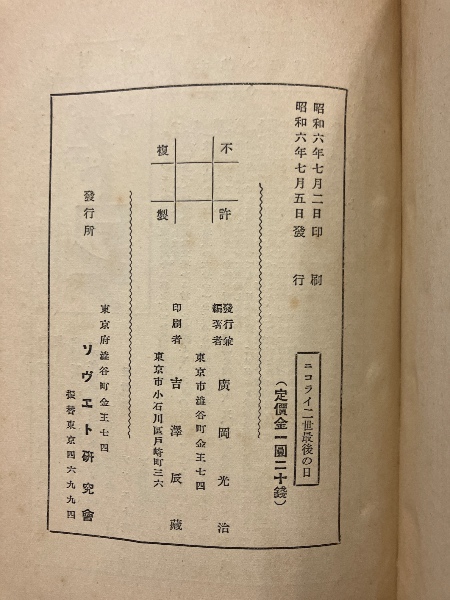 昭和六年七月二日印刷
昭和六年七月五日發行
ニコライ二世最後の日
(定價金一圓二十錢)
不許
複製
發行兼
編著者
廣岡光治
東京市澁谷町金王七四
印刷者
吉澤辰藏
東京市小石川區戸崎町三六
發行所
東京府澁谷町金王七四
ソヴエト研究會
振替東京四六九九四